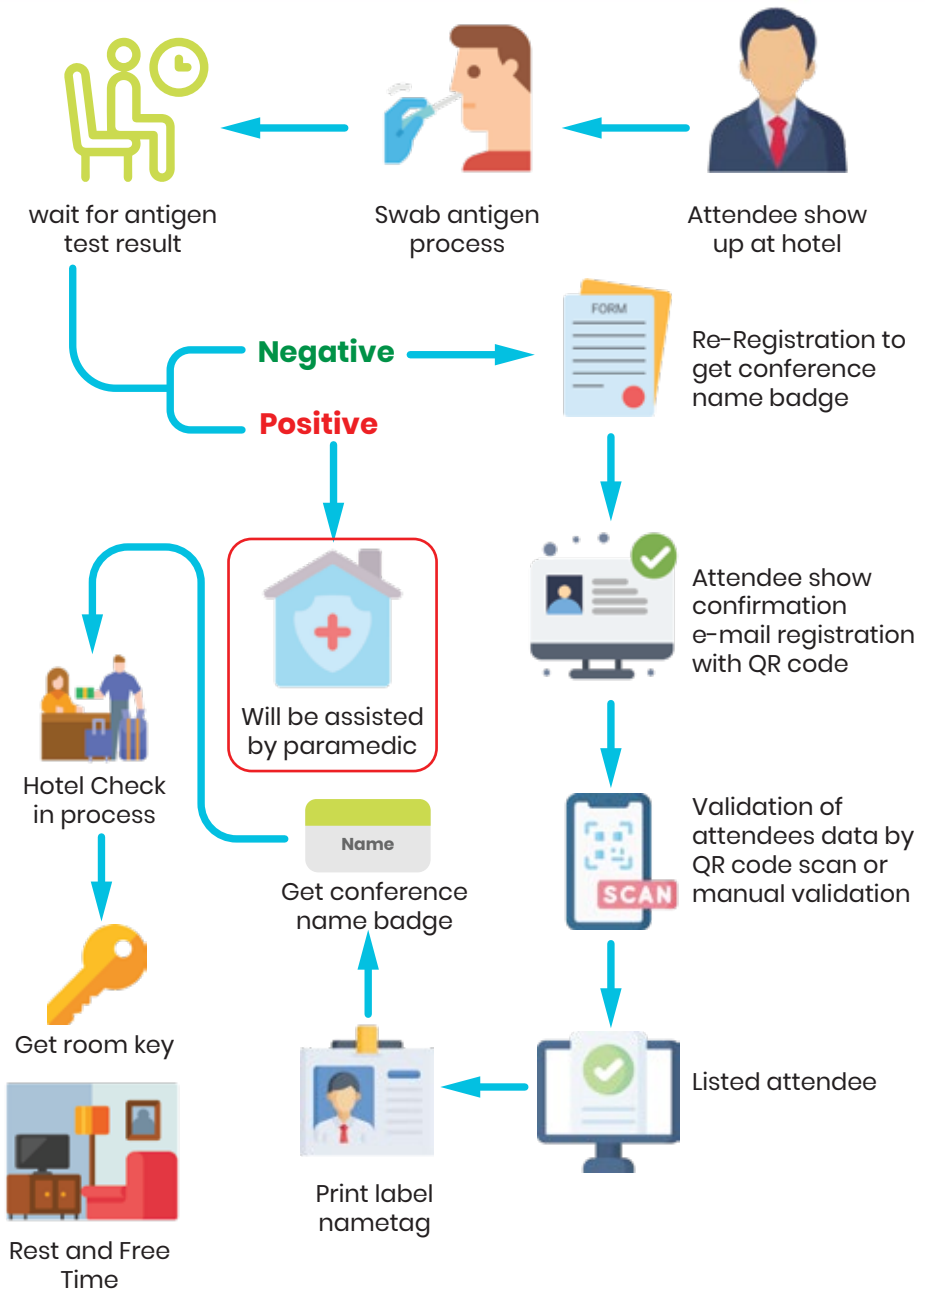 Attendee show
up at hotel
Swab antigen
process
wait for antigen
test result
Negative
Positive
FORM
Re-Registration to
get conference
name badge
Attendee show
confirmation
e-mail registration
with QR code
Validation of
attendees data by
QR code scan or
manual validation
SCAN
Listed attendee
Print label
nametag
Name
Get conference
name badge
Hotel Check
in process
Get room key
Rest and Free
Time
Will be assisted
by paramedic